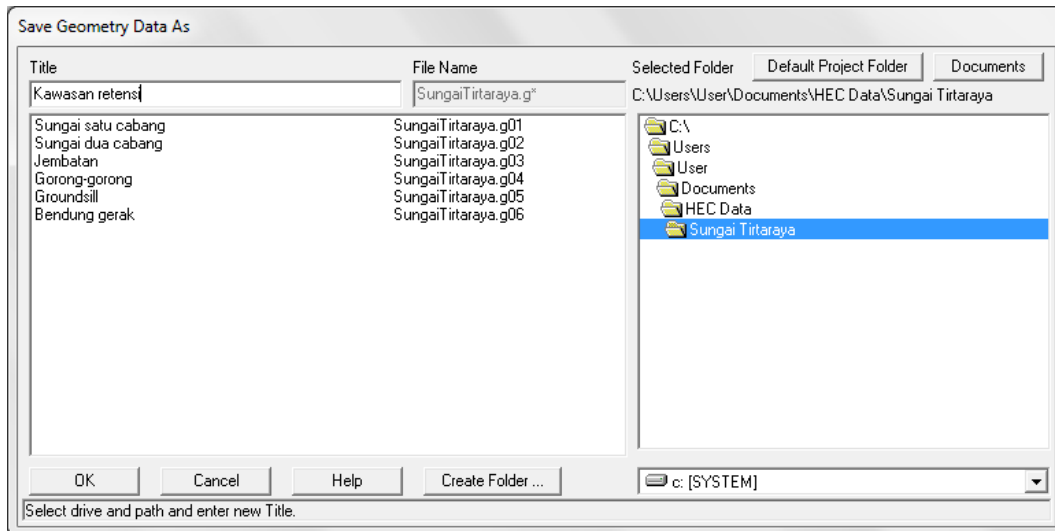 Save Geometry Data As
Title File Name Selected Folder Default Project Folder Documents
Kawasan retensi SungaiTirtaraya.g* C:\Users\User\Documents\HEC Data\Sungai Tirtaraya
Sungai satu cabang SungaiTirtaraya.g01
Sungai dua cabang SungaiTirtaraya.g02
Jembatan SungaiTirtaraya.g03
Gorong-gorong SungaiTirtaraya.g04
Groundsill SungaiTirtaraya.g05
Bendung gerak SungaiTirtaraya.g06
C:\
Users
User
Documents
HEC Data
Sungai Tirtaraya
OK Cancel Help Create Folder ... c: [SYSTEM]
Select drive and path and enter new Title.